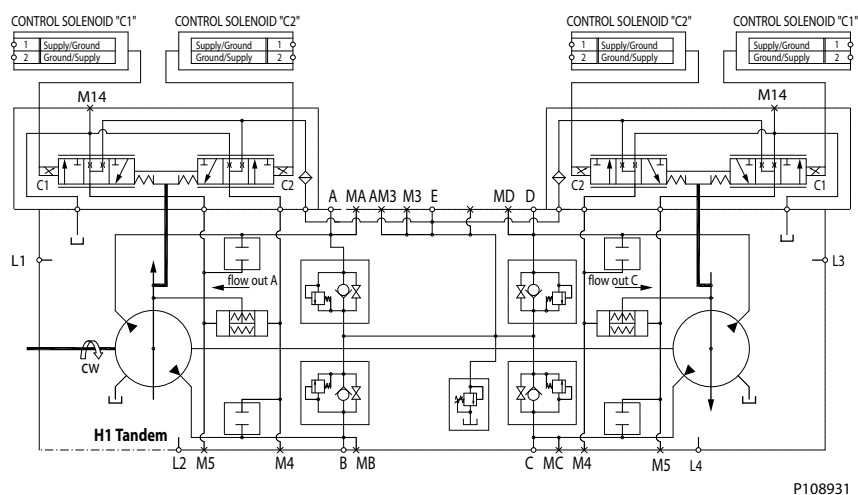 CONTROL SOLENOID "C1" CONTROL SOLENOID "C2" CONTROL SOLENOID "C2" CONTROL SOLENOID "C1"
1 Supply/Ground Supply/Ground 1 1 Supply/Ground Supply/Ground 1
2 Ground/Supply Ground/Supply 2 2 Ground/Supply Ground/Supply 2
M14 M14
C1 C2 C2 C1
A MA AM3 M3 E MD D
L1 L3
flow out A flow out C
CW
H1 Tandem
L2 M5 M4 B MB C MC M4 M5 L4
P108931